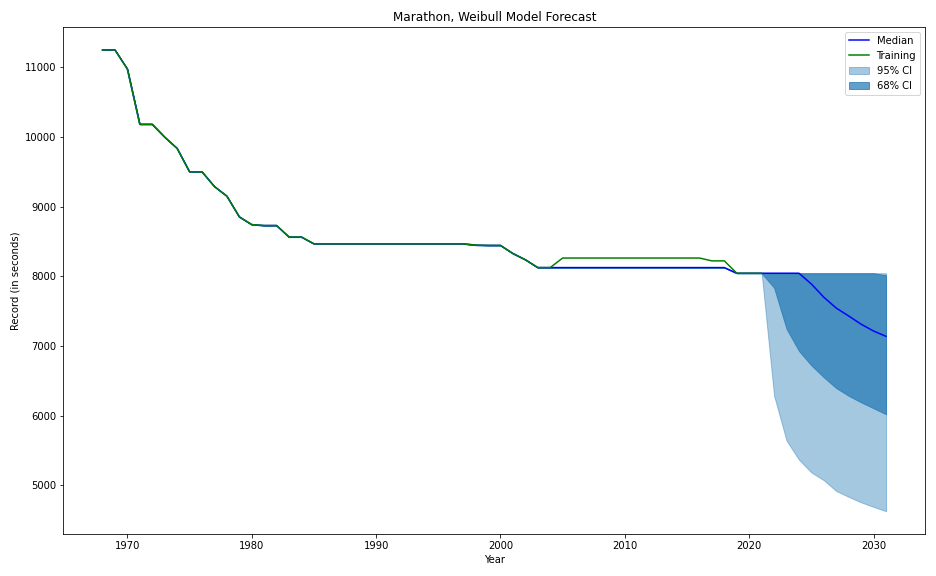 Marathon, Weibull Model Forecast
Median
Training
95% CI
68% CI
Record (in seconds)
11000
10000
9000
8000
7000
6000
5000
1970 1980 1990 2000 2010 2020 2030
Year